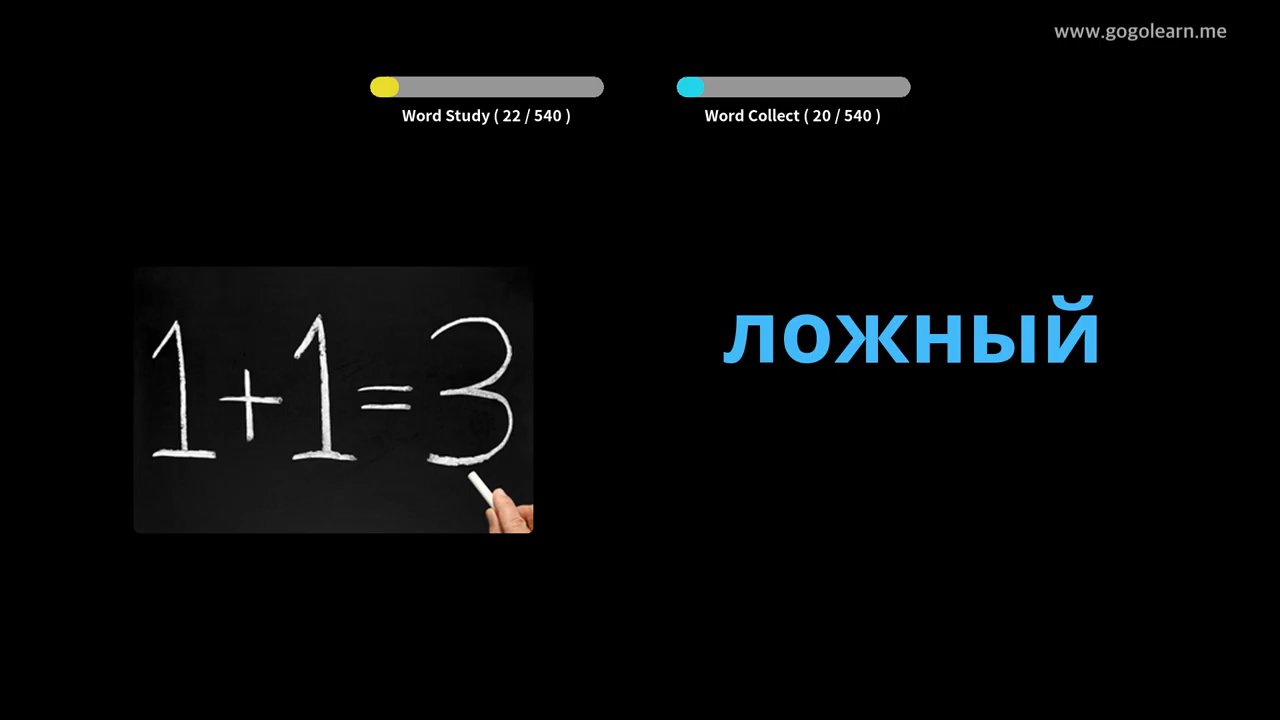 www.gogolearn.me
Word Study ( 22 / 540 )
Word Collect ( 20 / 540 )
1+1=3
ложный